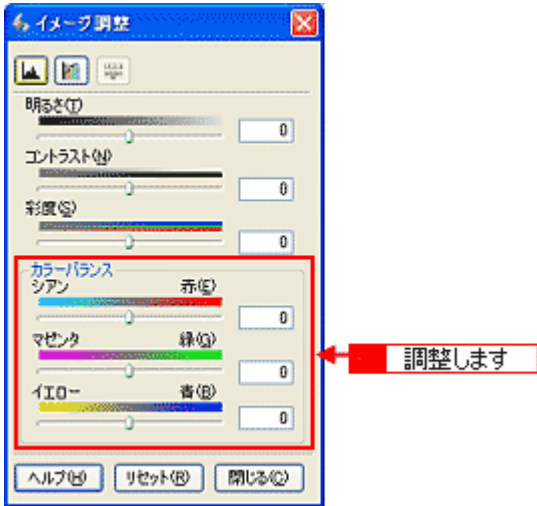 イメージ調整
明るさ(T)
0
コントラスト(N)
0
彩度(S)
0
カラーバランス
シアン 赤(E)
0
マゼンタ 緑(G)
0
イエロー 青(B)
0
調整します
ヘルプ(H) リセット(R) 閉じる(C)